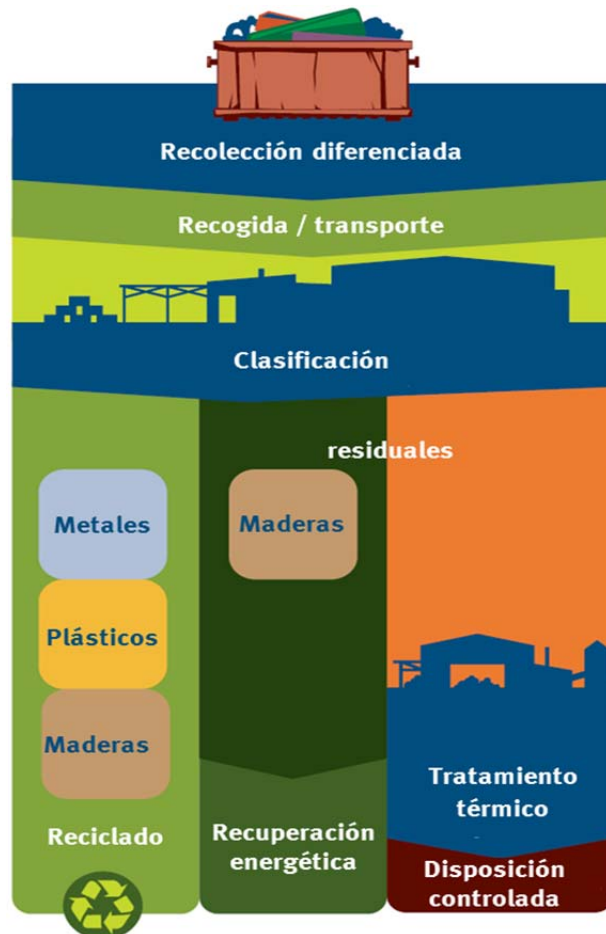 Recolección diferenciada
Recogida / transporte
Clasificación
residuales
Metales
Maderas
Plásticos
Maderas
Reciclado
Recuperación
energética
Tratamiento
térmico
Disposición
controlada